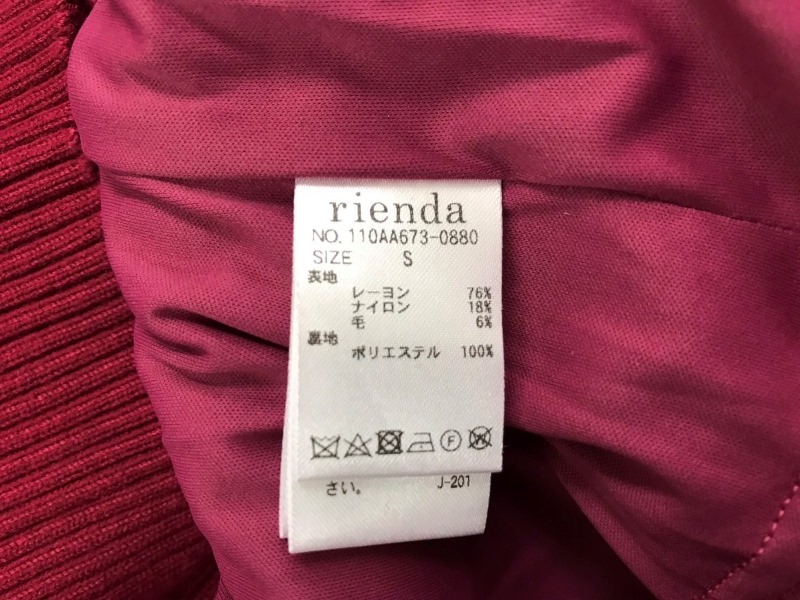 rienda
NO. 110AA673-0880
SIZE S
表地
レーヨン 76%
ナイロン 18%
毛 6%
裏地
ポリエステル 100%
F W
さい。 J-201